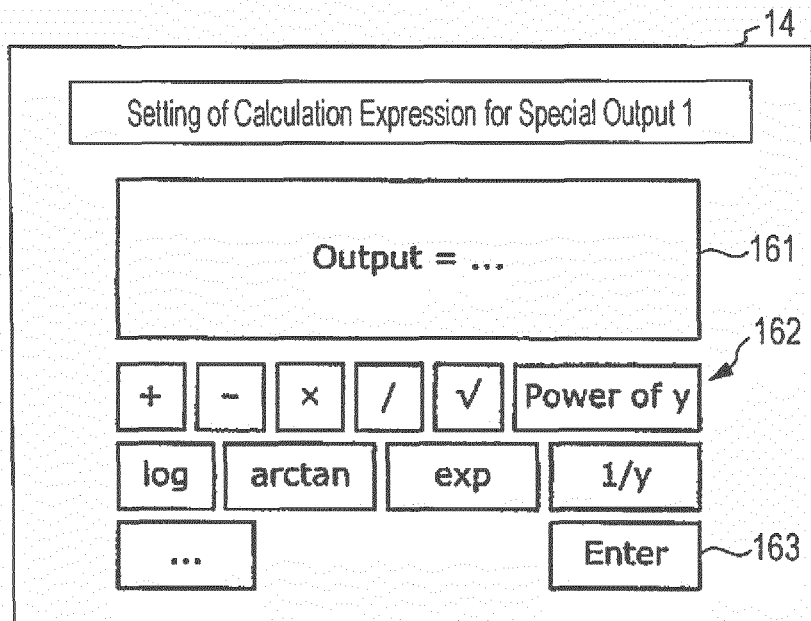 14
Setting of Calculation Expression for Special Output 1
Output = ...
161
162
+ - × / √ Power of y
log arctan exp 1/y
... Enter 163